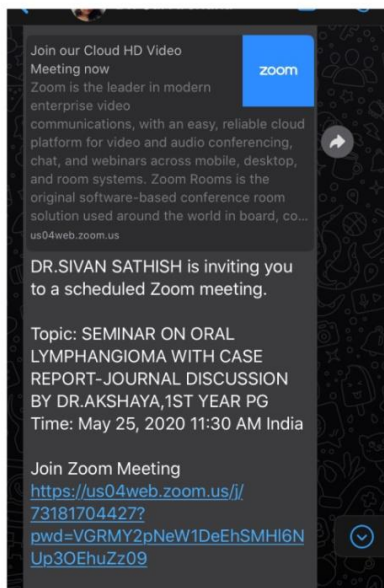 Join our Cloud HD Video
Meeting now
zoom
Zoom is the leader in modern
enterprise video
communications, with an easy, reliable cloud
platform for video and audio conferencing,
chat, and webinars across mobile, desktop,
and room systems. Zoom Rooms is the
original software-based conference room
solution used around the world in board, co...
us04web.zoom.us
DR.SIVAN SATHISH is inviting you
to a scheduled Zoom meeting.
Topic: SEMINAR ON ORAL
LYMPHANGIOMA WITH CASE
REPORT-JOURNAL DISCUSSION
BY DR.AKSHAYA,1ST YEAR PG
Time: May 25, 2020 11:30 AM India
Join Zoom Meeting
https://us04web.zoom.us/j/
73181704427?
pwd=VGRMY2pNeW1DeEhSMHl6N
Up3OEhuZz09